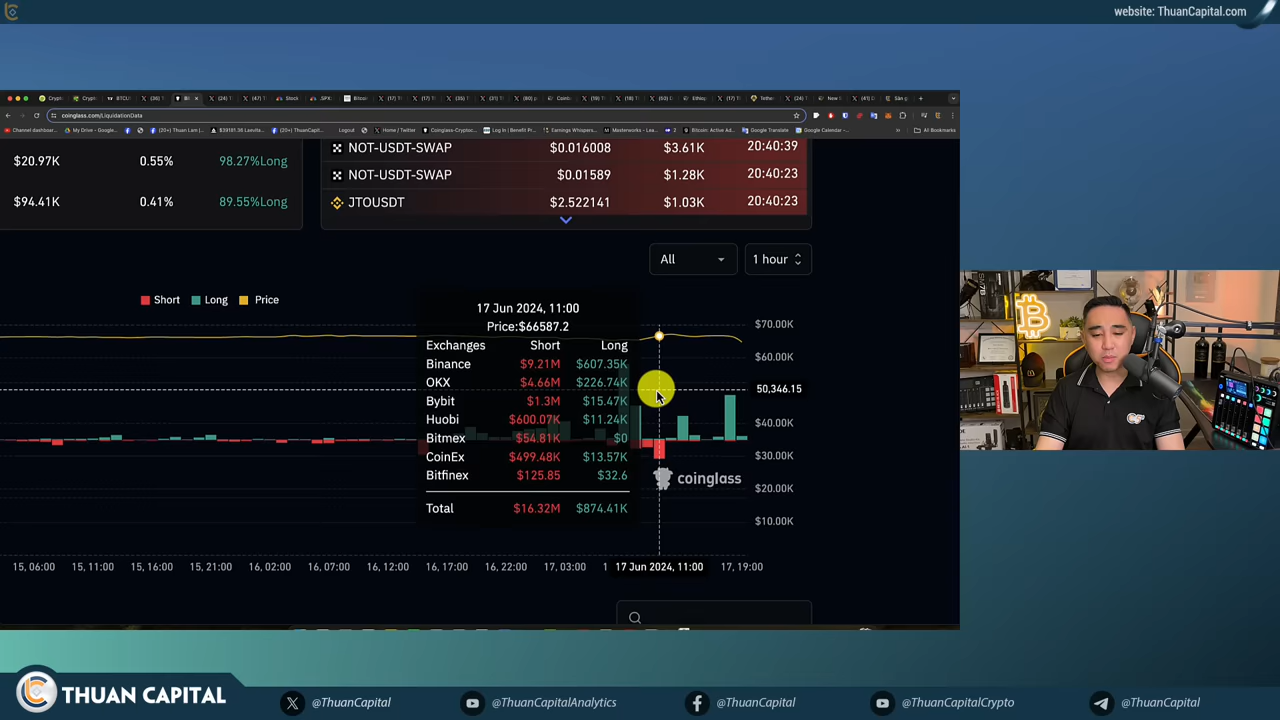 website: ThuanCapital.com
coinglass.com/LiquidationData
$20.97K 0.55% 98.27%Long
$94.41K 0.41% 89.55%Long
NOT-USDT-SWAP $0.016008 $3.61K 20:40:39
NOT-USDT-SWAP $0.01589 $1.28K 20:40:23
JTOUSDT $2.522141 $1.03K 20:40:23
All 1 hour
Short Long Price
17 Jun 2024, 11:00
Price:$66587.2
Exchanges Short Long
Binance $9.21M $607.35K
OKX $4.66M $226.74K
Bybit $1.3M $15.47K
Huobi $600.07K $11.24K
Bitmex $54.81K $0
CoinEx $499.48K $13.57K
Bitfinex $125.85 $32.6
Total $16.32M $874.41K
$70.00K
$60.00K
50,346.15
$40.00K
$30.00K
$20.00K
$10.00K
coinglass
15, 06:00 15, 11:00 15, 16:00 15, 21:00 16, 02:00 16, 07:00 16, 12:00 16, 17:00 16, 22:00 17, 03:00 17 Jun 2024, 11:00 17, 19:00
THUAN CAPITAL
@ThuanCapital
@ThuanCapitalAnalytics
@ThuanCapital
@ThuanCapitalCrypto
@ThuanCapital